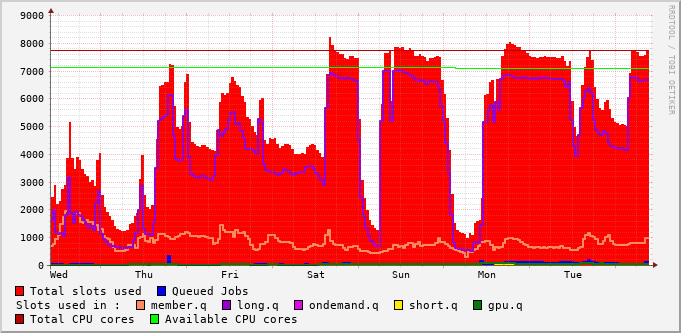 9000
8000
7000
6000
5000
4000
3000
2000
1000
0
Wed Thu Fri Sat Sun Mon Tue
RRDTOOL / TOBI OETIKER
Total slots used Queued Jobs
Slots used in : member.q long.q ondemand.q short.q gpu.q
Total CPU cores Available CPU cores